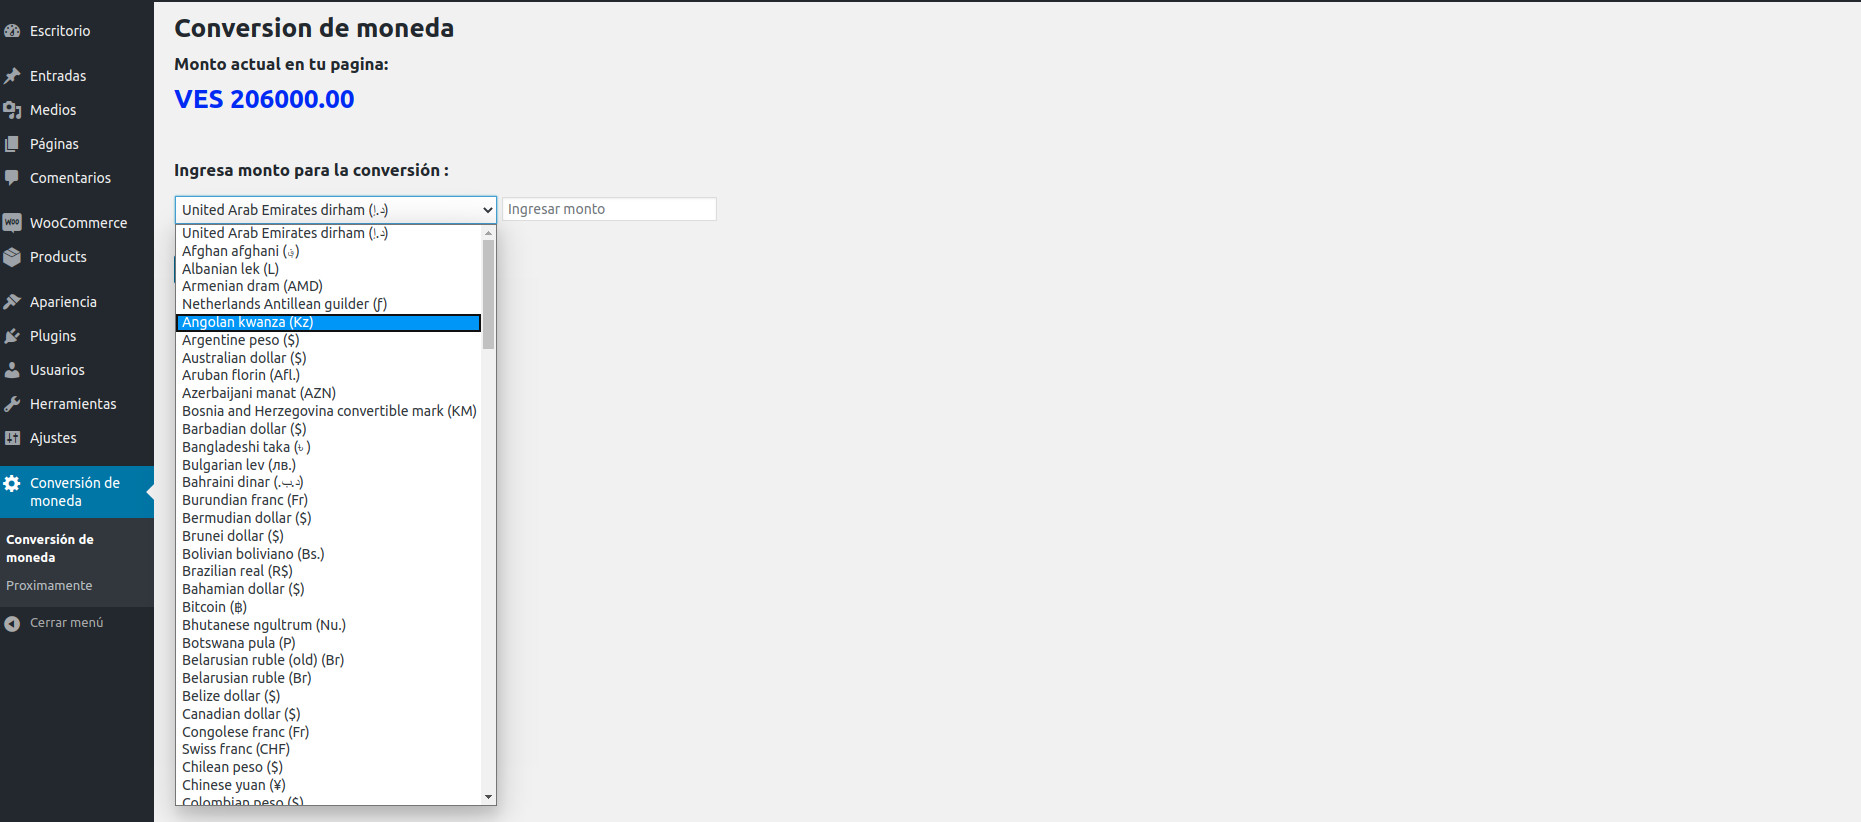 Escritorio
Entradas
Medios
Páginas
Comentarios
WooCommerce
Products
Apariencia
Plugins
Usuarios
Herramientas
Ajustes
Conversión de
moneda
Conversión de
moneda
Proximamente
Cerrar menú
Conversion de moneda
Monto actual en tu pagina:
VES 206000.00
Ingresa monto para la conversión :
United Arab Emirates dirham (د.إ)
Ingresar monto
United Arab Emirates dirham (د.إ)
Afghan afghani (؋)
Albanian lek (L)
Armenian dram (AMD)
Netherlands Antillean guilder (ƒ)
Angolan kwanza (Kz)
Argentine peso ($)
Australian dollar ($)
Aruban florin (Afl.)
Azerbaijani manat (AZN)
Bosnia and Herzegovina convertible mark (KM)
Barbadian dollar ($)
Bangladeshi taka (৳ )
Bulgarian lev (лв.)
Bahraini dinar (.د.ب)
Burundian franc (Fr)
Bermudian dollar ($)
Brunei dollar ($)
Bolivian boliviano (Bs.)
Brazilian real (R$)
Bahamian dollar ($)
Bitcoin (฿)
Bhutanese ngultrum (Nu.)
Botswana pula (P)
Belarusian ruble (old) (Br)
Belarusian ruble (Br)
Belize dollar ($)
Canadian dollar ($)
Congolese franc (Fr)
Swiss franc (CHF)
Chilean peso ($)
Chinese yuan (¥)
Colombian peso ($)